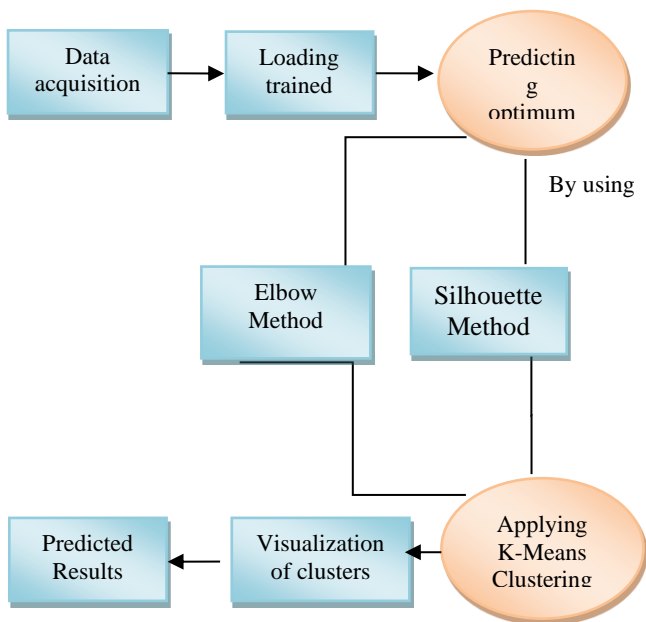 Data
acquisition
Loading
trained
Predictin
g
optimum
By using
Elbow
Method
Silhouette
Method
Applying
K-Means
Clustering
Visualization
of clusters
Predicted
Results